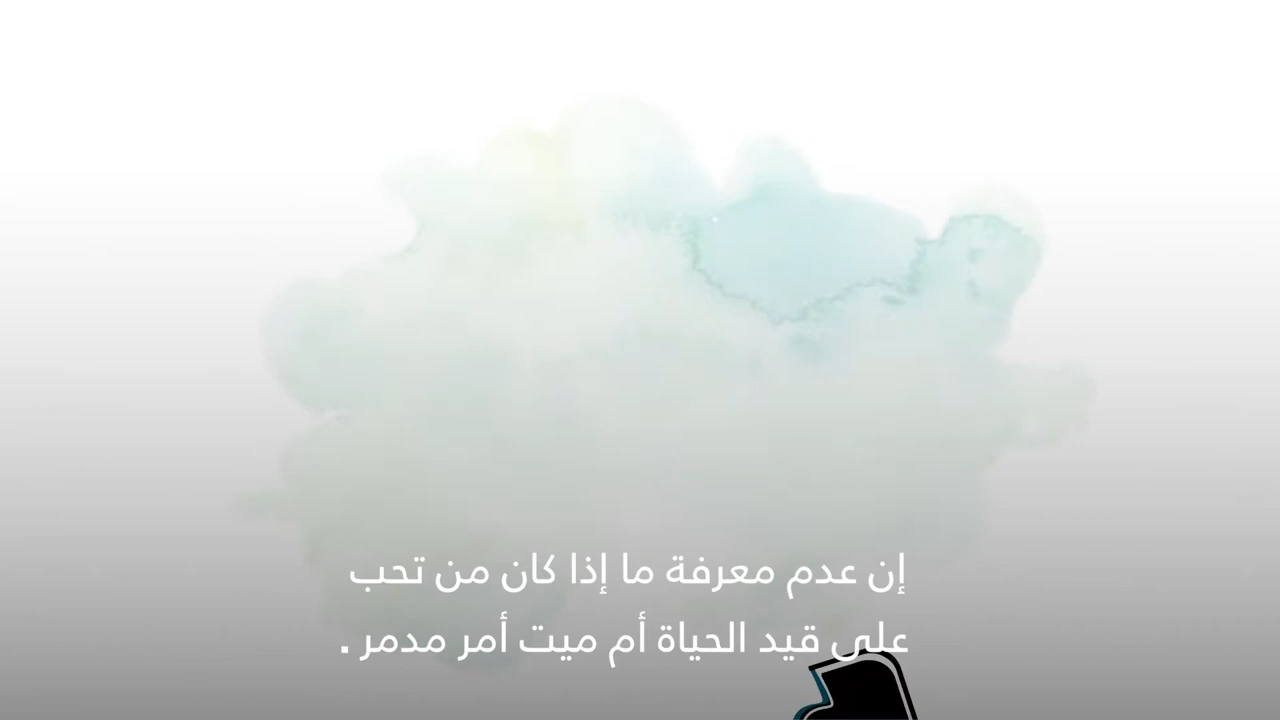 إن عدم معرفة ما إذا كان من تحب
على قيد الحياة أم ميت أمر مدمر .